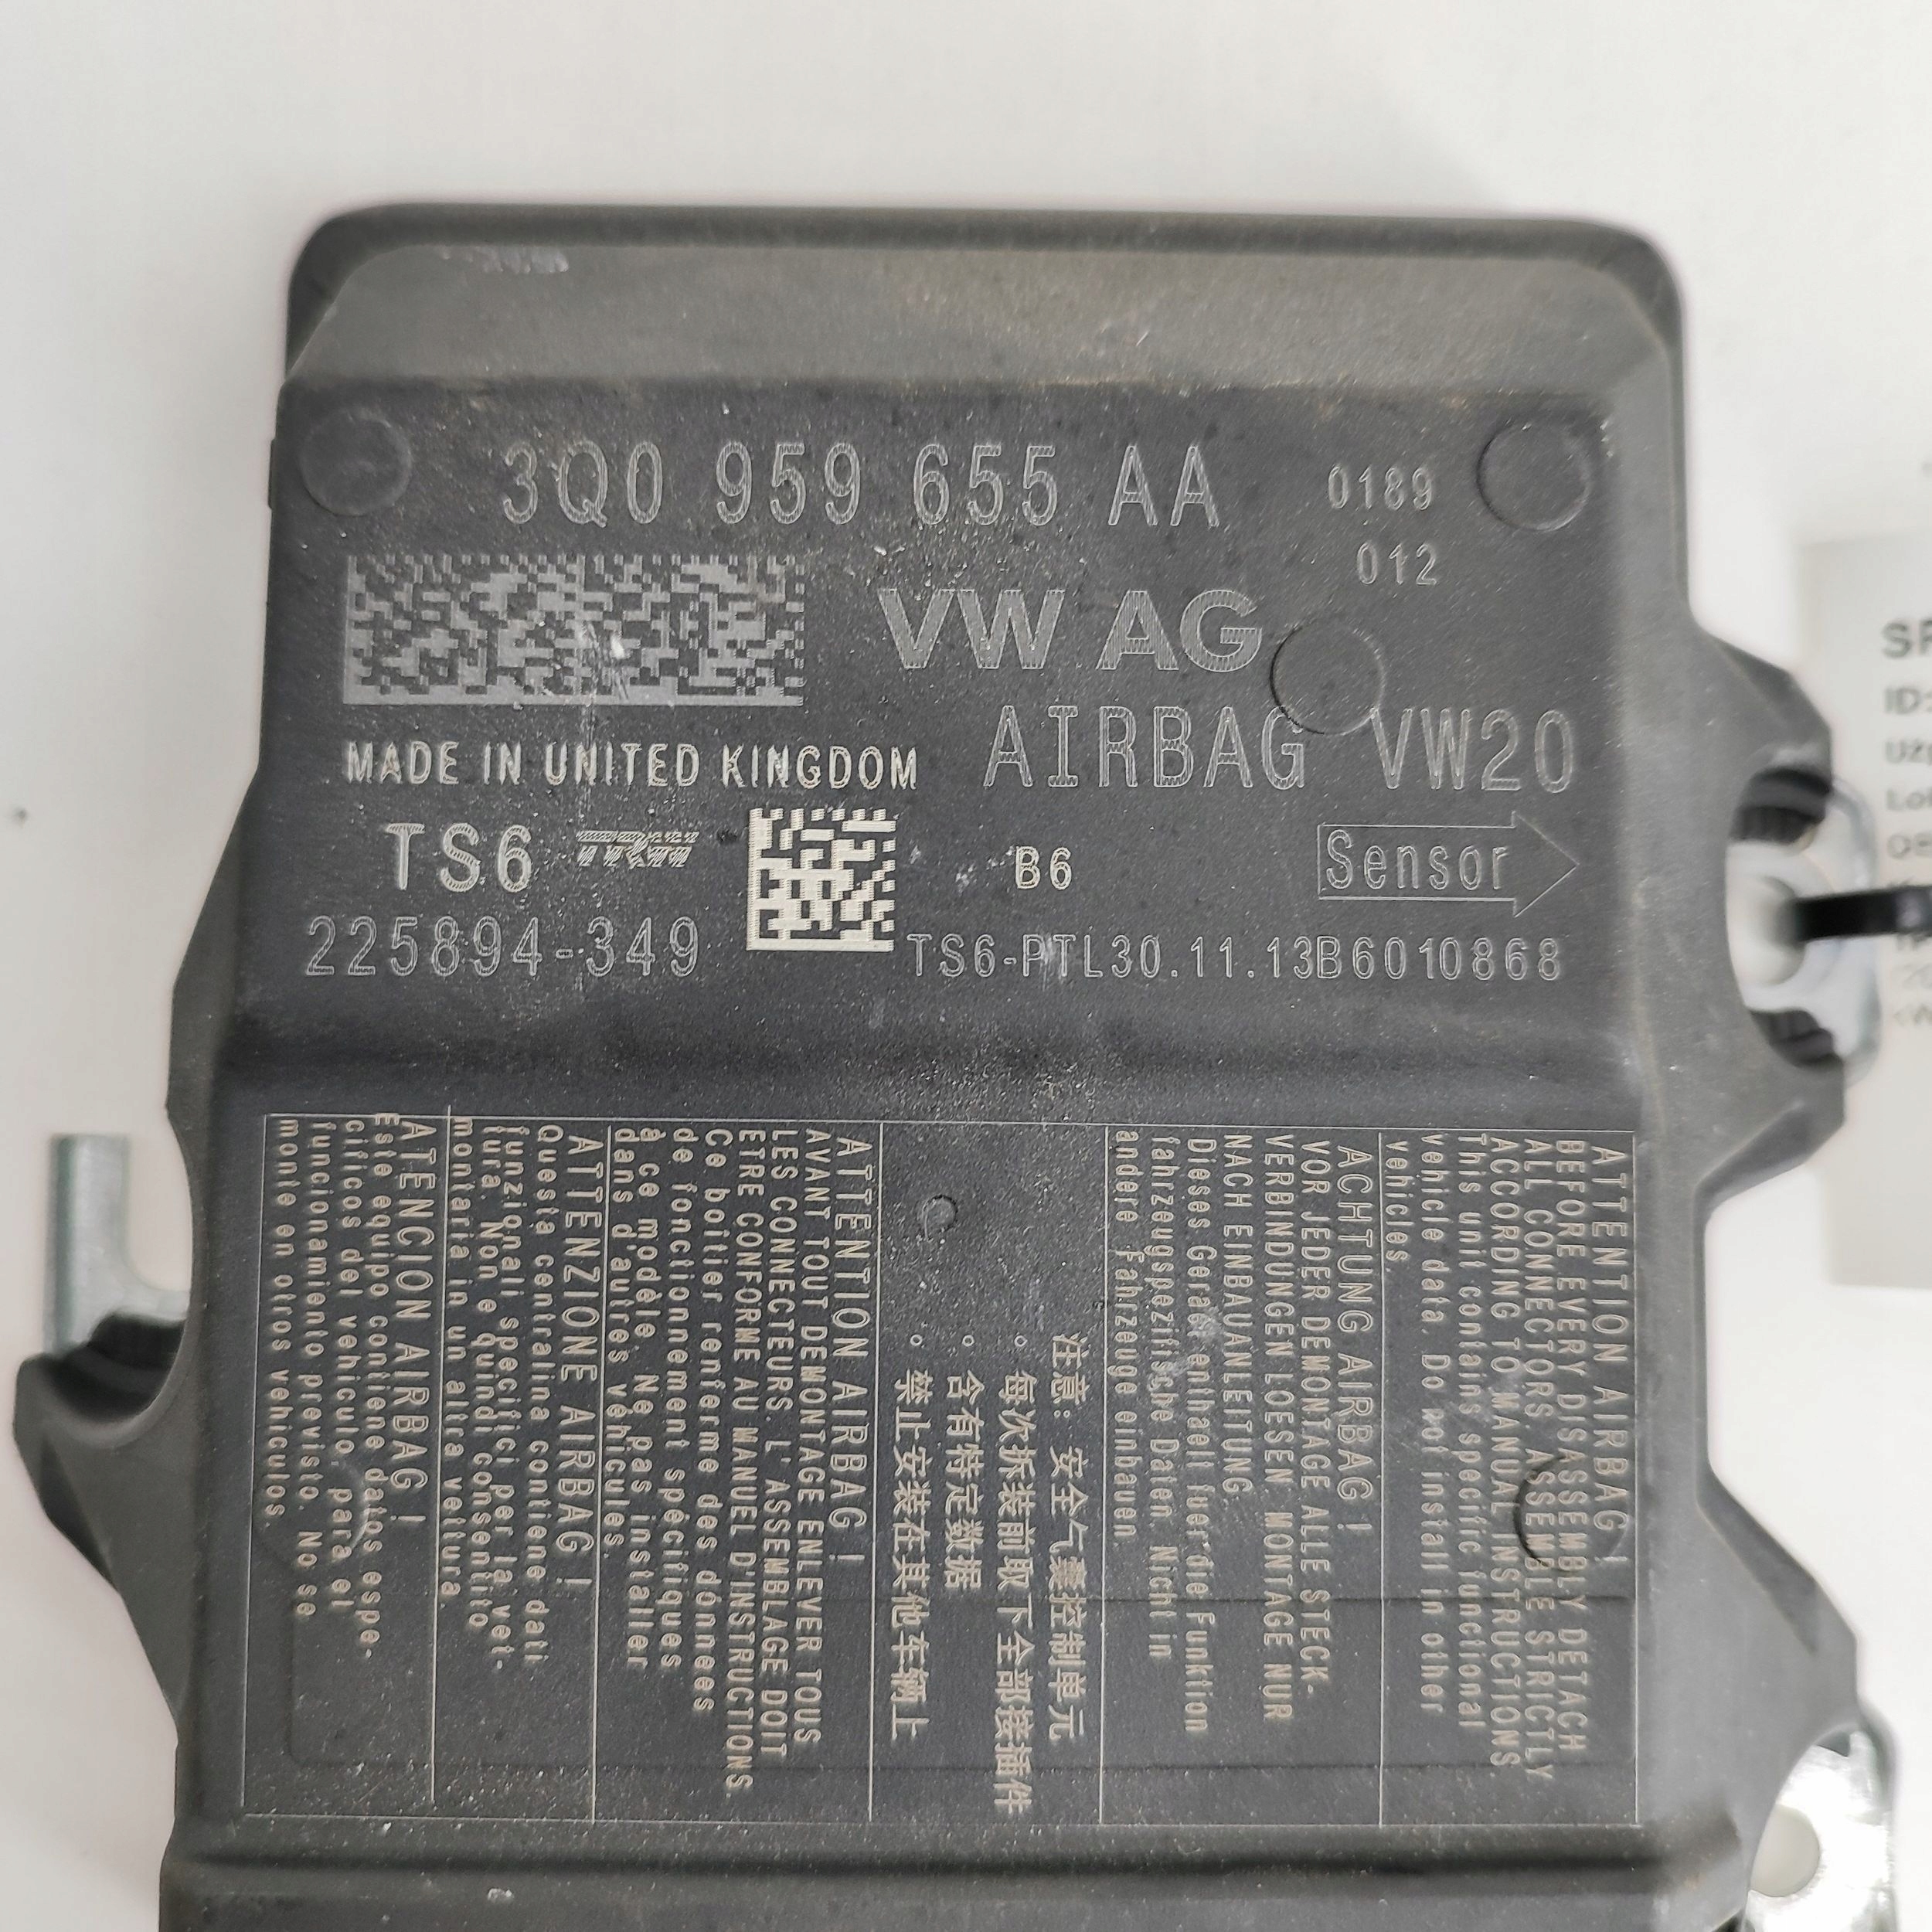 3Q0 959 655 AA
0189
012
VW AG
AIRBAG VW20
MADE IN UNITED KINGDOM
TS6 TRW
B6
Sensor
225894-349
TS6-PTL30.11.13B6010868
ATTENTION AIRBAG !
BEFORE EVERY DISASSEMBLY DETACH
ALL CONNECTORS. ASSEMBLE STRICTLY
ACCORDING TO MANUAL INSTRUCTIONS
This unit contains specific functional
vehicle data. Do not install in other
vehicles
ACHTUNG AIRBAG !
VOR JEDER DEMONTAGE ALLE STECK-
VERBINDUNGEN LOESEN MONTAGE NUR
NACH EINBAUANLEITUNG
Dieses Geraet enthaelt fuer die Funktion
fahrzeugspezifische Daten. Nicht in
andere Fahrzeuge einbauen
注意: 安全气囊控制单元
。每次拆装前取下全部接插件
。含有特定数据
。禁止安装在其他车辆上
ATTENTION AIRBAG !
AVANT TOUT DEMONTAGE ENLEVER TOUS
LES CONNECTEURS. L'ASSEMBLAGE DOIT
ETRE CONFORME AU MANUEL D'INSTRUCTIONS.
Ce boîtier renferme des données
de fonctionnement spécifiques
à ce modèle. Ne pas installer
dans d'autres véhicules.
ATTENZIONE AIRBAG !
Questa centralina contiene dati
funzionali specifici per la vet-
tura. Non e quindi consentito
montarla in un altra vettura.
ATENCION AIRBAG !
Este equipo contiene datos espe-
cificos del vehiculo para el
funcionamiento previsto. No se
monte en otros vehiculos.